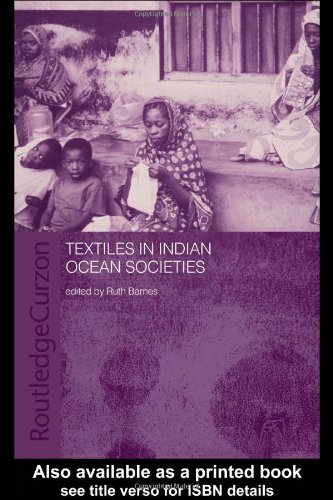 RoutledgeCurzon
TEXTILES IN INDIAN
OCEAN SOCIETIES
edited by Ruth Barnes
Also available as a printed book
see title verso for ISBN details